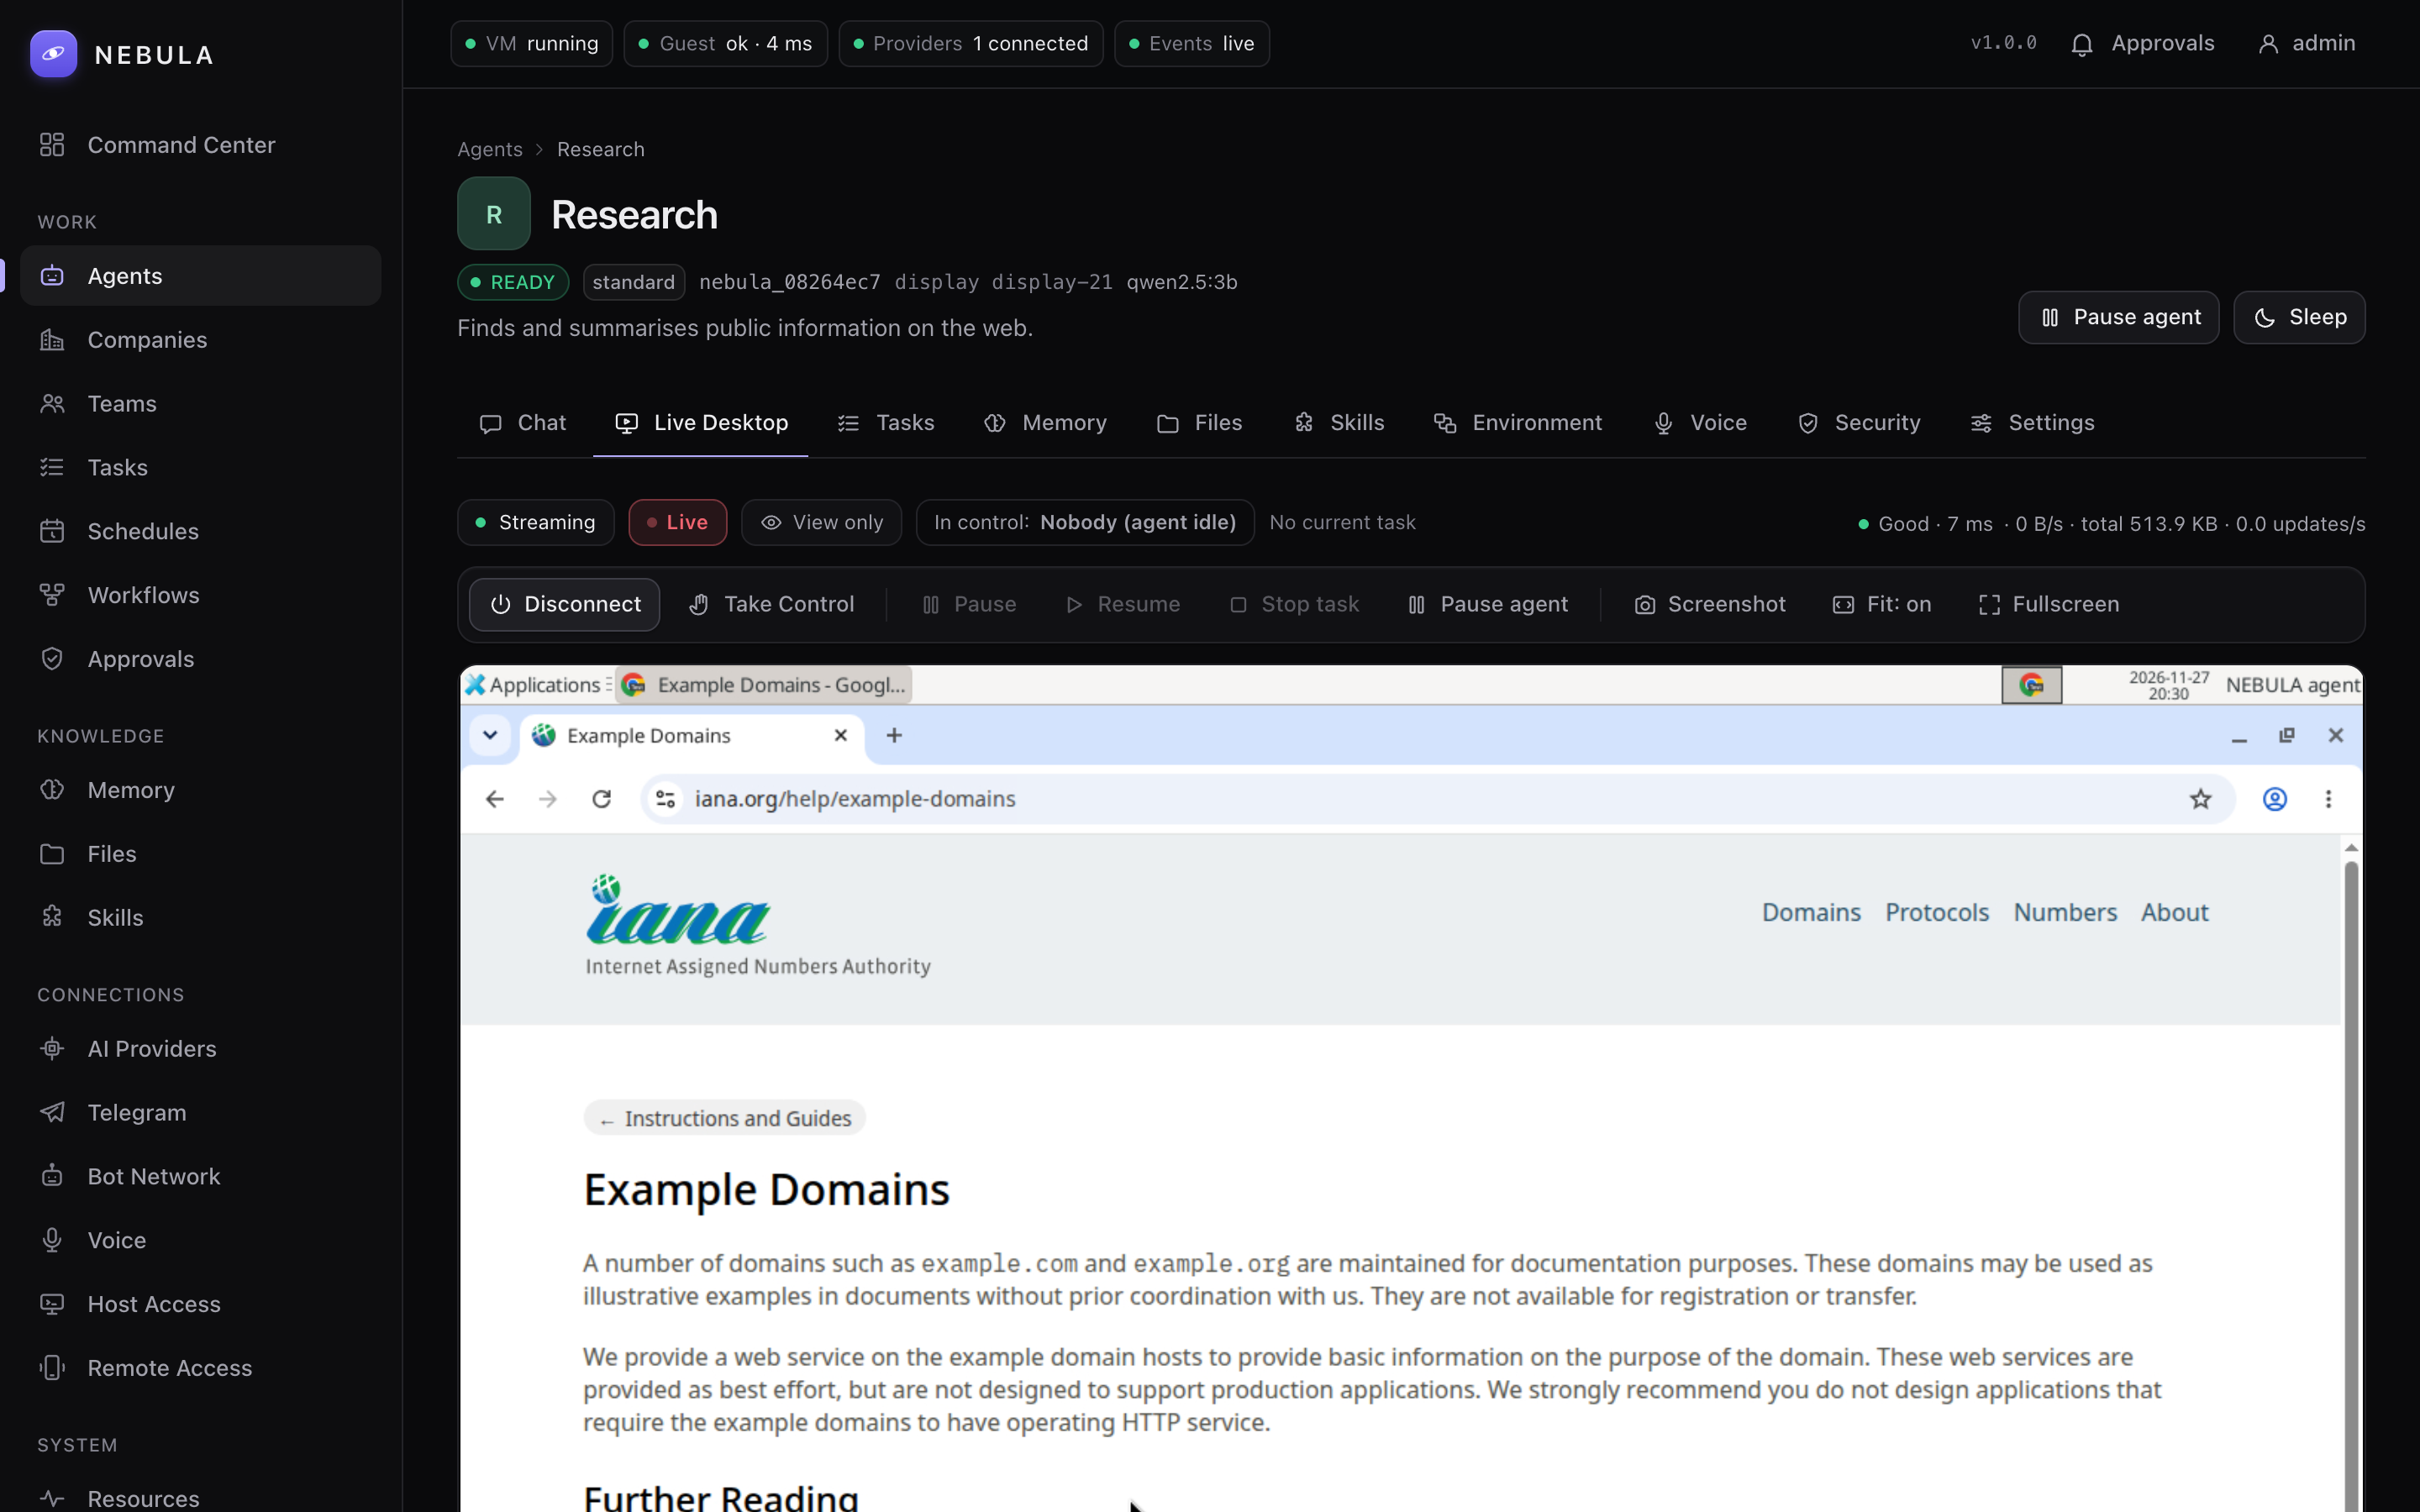 NEBULA
VM running
Guest ok · 4 ms
Providers 1 connected
Events live
v1.0.0
Approvals
admin
Command Center
WORK
Agents
Companies
Teams
Tasks
Schedules
Workflows
Approvals
KNOWLEDGE
Memory
Files
Skills
CONNECTIONS
AI Providers
Telegram
Bot Network
Voice
Host Access
Remote Access
SYSTEM
Resources
Agents > Research
R
Research
READY standard nebula_08264ec7 display display-21 qwen2.5:3b
Finds and summarises public information on the web.
Pause agent
Sleep
Chat
Live Desktop
Tasks
Memory
Files
Skills
Environment
Voice
Security
Settings
Streaming
Live
View only
In control: Nobody (agent idle)
No current task
Good · 7 ms · 0 B/s · total 513.9 KB · 0.0 updates/s
Disconnect
Take Control
Pause
Resume
Stop task
Pause agent
Screenshot
Fit: on
Fullscreen
Applications
Example Domains - Googl...
2026-11-27
20:30
NEBULA agent
Example Domains
iana.org/help/example-domains
iana
Internet Assigned Numbers Authority
Domains Protocols Numbers About
← Instructions and Guides
Example Domains
A number of domains such as example.com and example.org are maintained for documentation purposes. These domains may be used as
illustrative examples in documents without prior coordination with us. They are not available for registration or transfer.
We provide a web service on the example domain hosts to provide basic information on the purpose of the domain. These web services are
provided as best effort, but are not designed to support production applications. We strongly recommend you do not design applications that
require the example domains to have operating HTTP service.
Further Reading